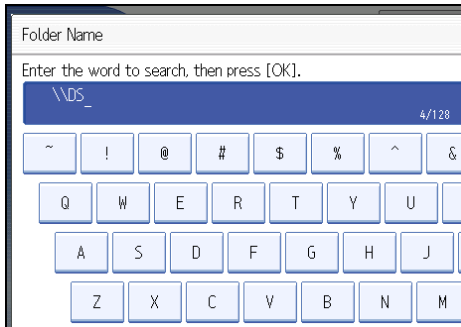 Folder Name
Enter the word to search, then press [OK].
\\DS_
4/128
~ ! @ # $ % ^ &
Q W E R T Y U
A S D F G H J
Z X C V B N M